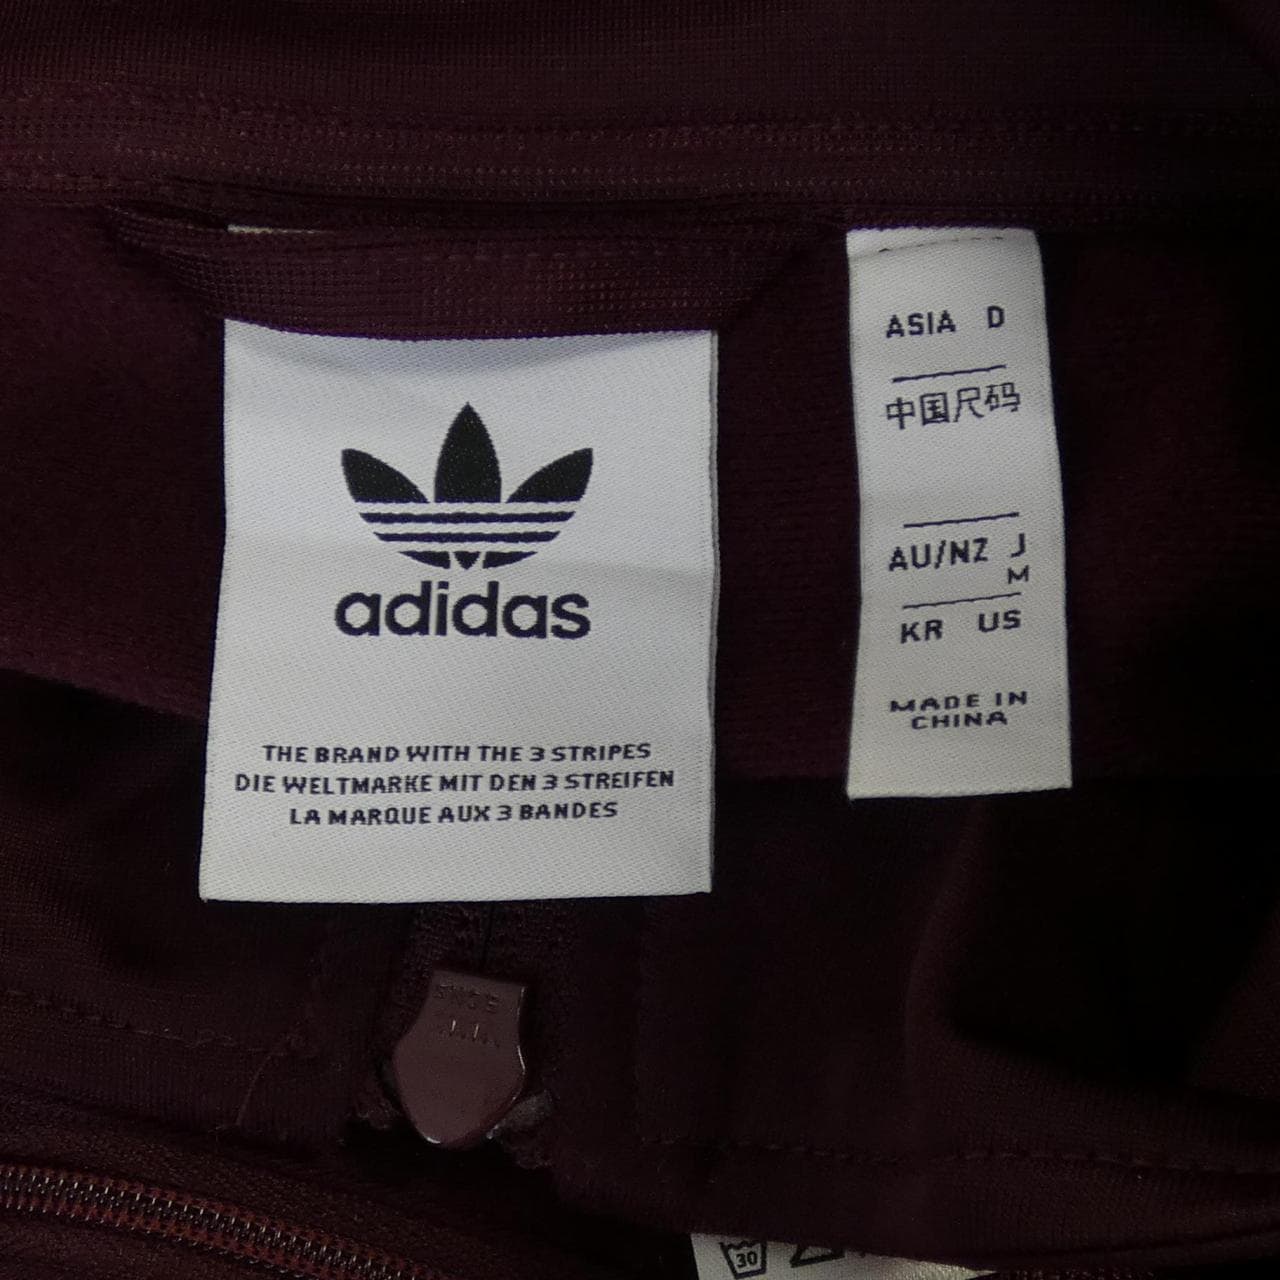 adidas
THE BRAND WITH THE 3 STRIPES
DIE WELTMARKE MIT DEN 3 STREIFEN
LA MARQUE AUX 3 BANDES
ASIA D
中国尺码
AU/NZ J
M
KR US
MADE IN
CHINA
30